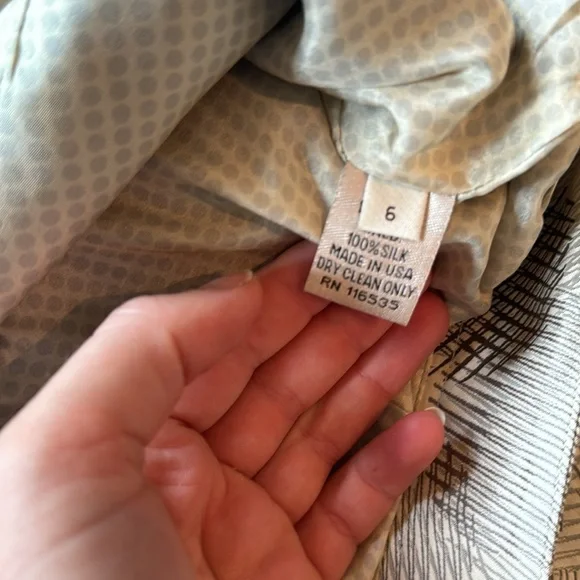 6
100% SILK
MADE IN USA
DRY CLEAN ONLY
RN 116535